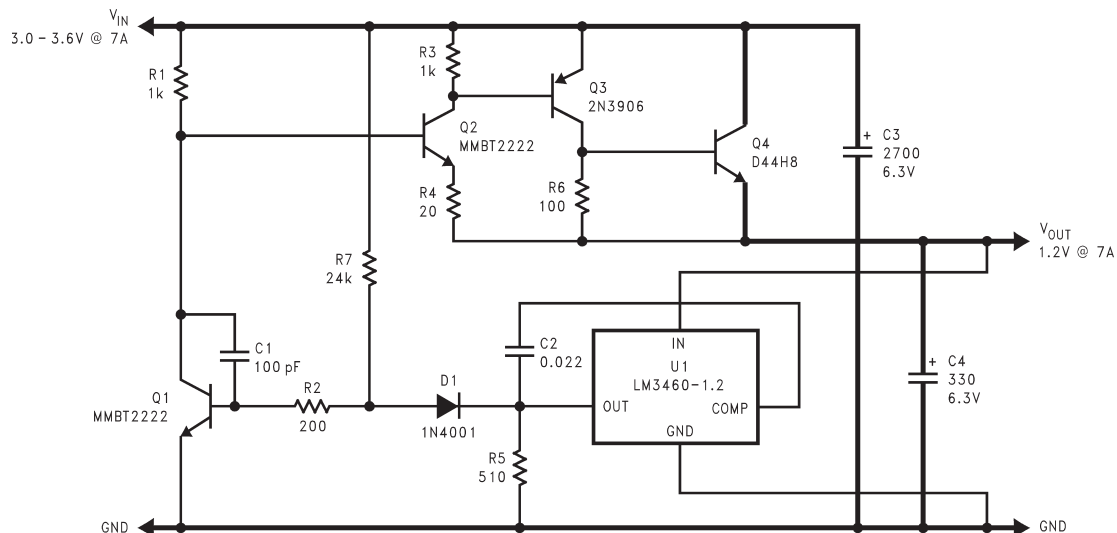 VIN
3.0 – 3.6V @ 7A
R1
1k
R3
1k
Q3
2N3906
Q2
MMBT2222
Q4
D44H8
C3
+
2700
6.3V
R4
20
R6
100
VOUT
1.2V @ 7A
R7
24k
C1
100 pF
C2
0.022
IN
U1
LM3460-1.2
OUT
COMP
GND
C4
+
330
6.3V
Q1
MMBT2222
R2
200
D1
1N4001
R5
510
GND
GND